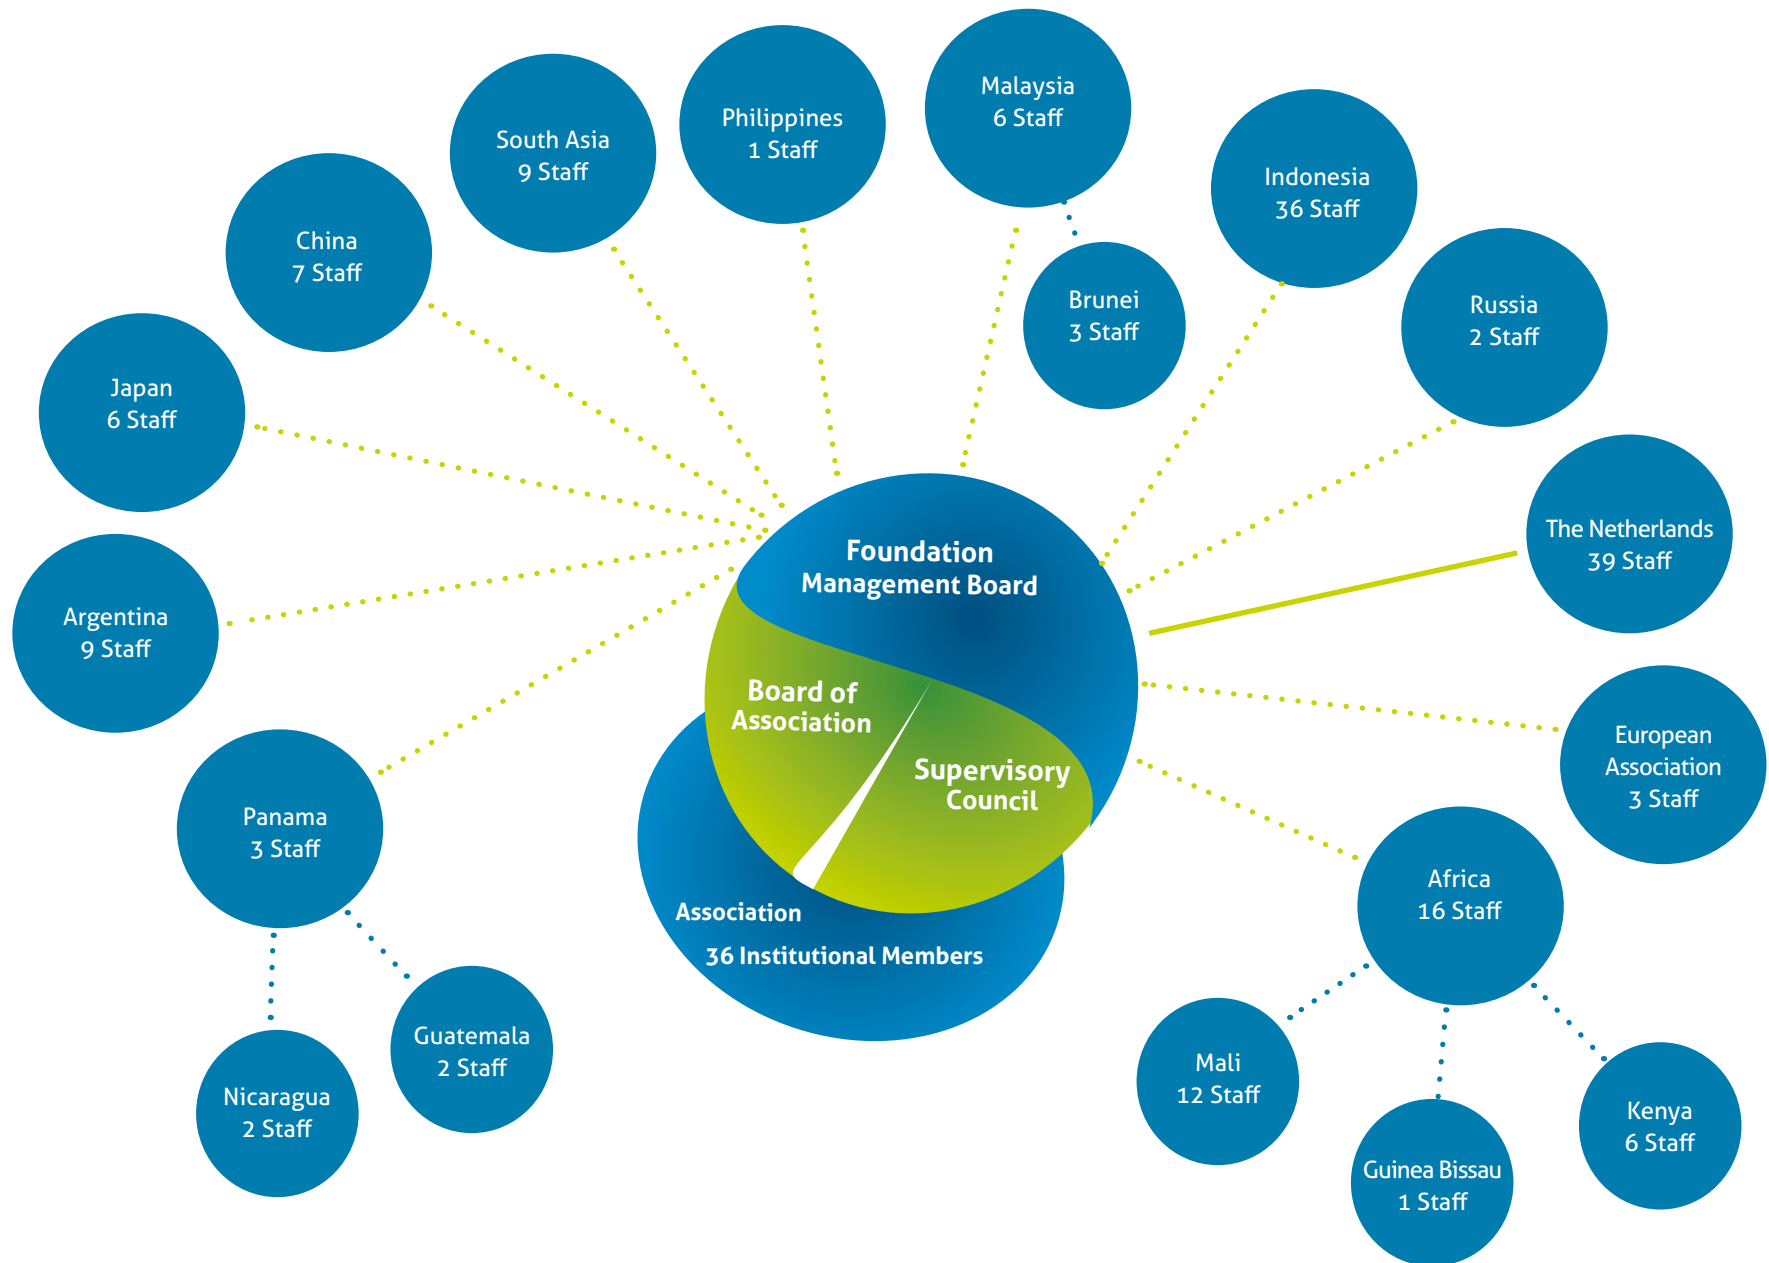 Malaysia
6 Staff
Philippines
1 Staff
South Asia
9 Staff
Indonesia
36 Staff
China
7 Staff
Brunei
3 Staff
Russia
2 Staff
Japan
6 Staff
The Netherlands
39 Staff
Foundation
Management Board
Argentina
9 Staff
Board of
Association
Supervisory
Council
European
Association
3 Staff
Panama
3 Staff
Africa
16 Staff
Association
36 Institutional Members
Guatemala
2 Staff
Nicaragua
2 Staff
Mali
12 Staff
Kenya
6 Staff
Guinea Bissau
1 Staff